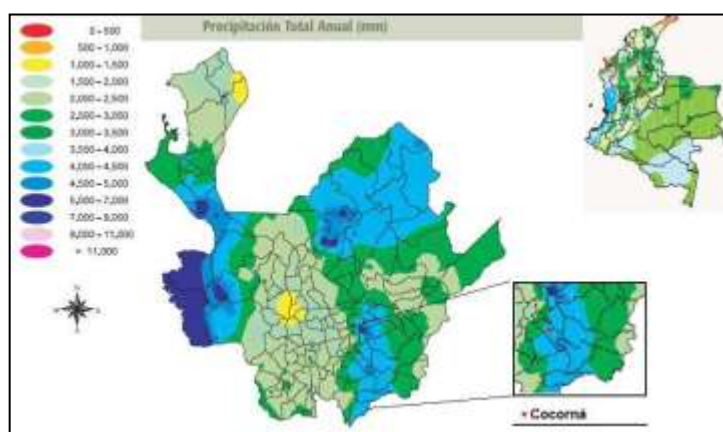 Precipitación Total Anual (mm)
0 - 500
500 - 1,000
1,000 - 1,500
1,500 - 2,000
2,000 - 2,500
2,500 - 3,000
3,000 - 3,500
3,500 - 4,000
4,000 - 4,500
4,500 - 5,000
5,000 - 7,000
7,000 - 9,000
9,000 - 11,000
> 11,000
Cocorná